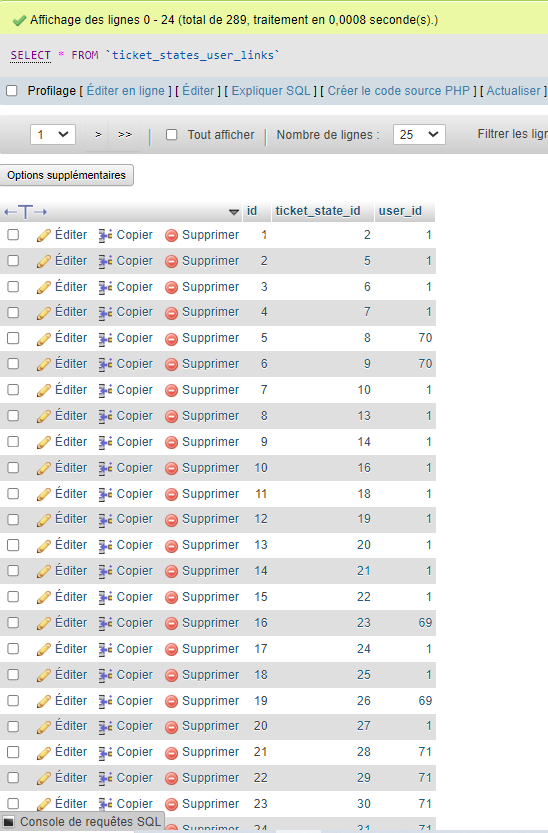 Affichage des lignes 0 - 24 (total de 289, traitement en 0,0008 seconde(s).)
SELECT * FROM `ticket_states_user_links`
Profilage [ Éditer en ligne ] [ Éditer ] [ Expliquer SQL ] [ Créer le code source PHP ] [ Actualiser ]
1 > >> Tout afficher Nombre de lignes : 25 Filtrer les lign
Options supplémentaires
←T→ id ticket_state_id user_id
Éditer Copier Supprimer 1 2 1
Éditer Copier Supprimer 2 5 1
Éditer Copier Supprimer 3 6 1
Éditer Copier Supprimer 4 7 1
Éditer Copier Supprimer 5 8 70
Éditer Copier Supprimer 6 9 70
Éditer Copier Supprimer 7 10 1
Éditer Copier Supprimer 8 13 1
Éditer Copier Supprimer 9 14 1
Éditer Copier Supprimer 10 16 1
Éditer Copier Supprimer 11 18 1
Éditer Copier Supprimer 12 19 1
Éditer Copier Supprimer 13 20 1
Éditer Copier Supprimer 14 21 1
Éditer Copier Supprimer 15 22 1
Éditer Copier Supprimer 16 23 69
Éditer Copier Supprimer 17 24 1
Éditer Copier Supprimer 18 25 1
Éditer Copier Supprimer 19 26 69
Éditer Copier Supprimer 20 27 1
Éditer Copier Supprimer 21 28 71
Éditer Copier Supprimer 22 29 71
Éditer Copier Supprimer 23 30 71
Console de requêtes SQL Supprimer 24 31 71